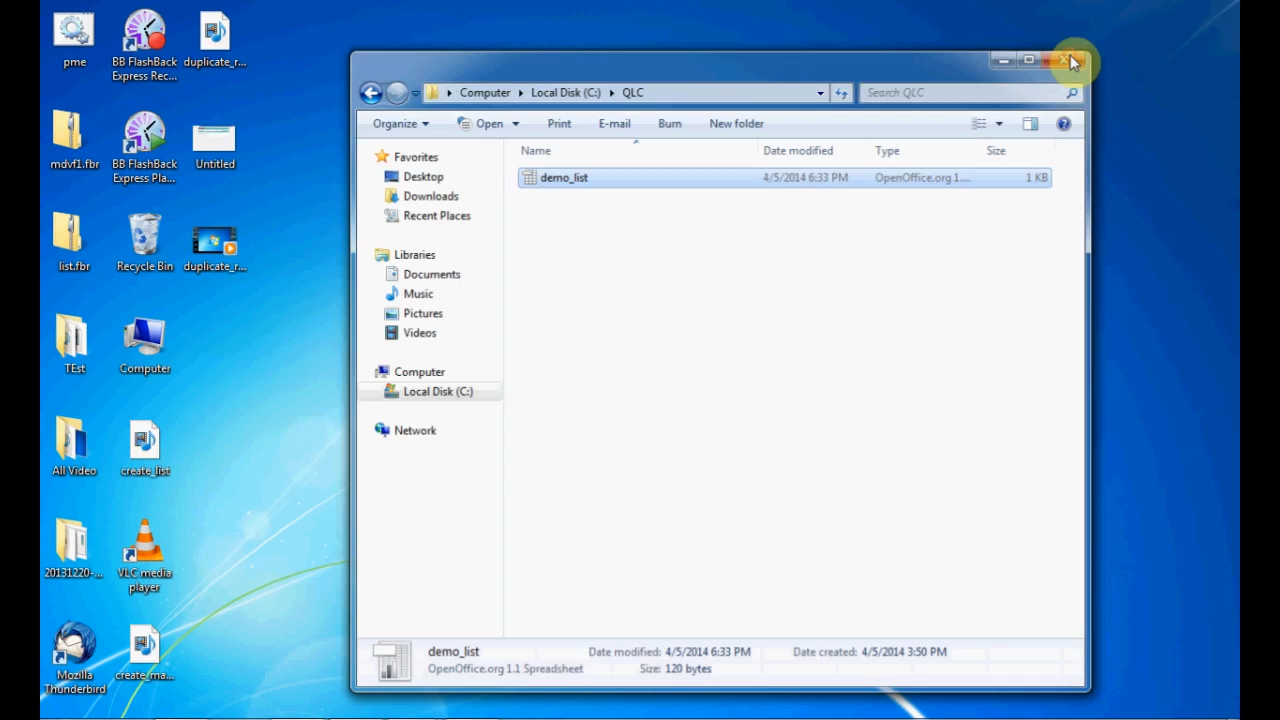 pme
BB FlashBack
Express Rec...
duplicate_r...
mdvf1.fbr
BB FlashBack
Express Pla...
Untitled
list.fbr
Recycle Bin
duplicate_r...
TEst
Computer
All Video
create_list
20131220-...
VLC media
player
Mozilla
Thunderbird
create_ma...
Computer Local Disk (C:) QLC
Search QLC
Organize Open Print E-mail Burn New folder
Name Date modified Type Size
demo_list 4/5/2014 6:33 PM OpenOffice.org 1.... 1 KB
Favorites
Desktop
Downloads
Recent Places
Libraries
Documents
Music
Pictures
Videos
Computer
Local Disk (C:)
Network
demo_list Date modified: 4/5/2014 6:33 PM Date created: 4/5/2014 3:50 PM
OpenOffice.org 1.1 Spreadsheet Size: 120 bytes